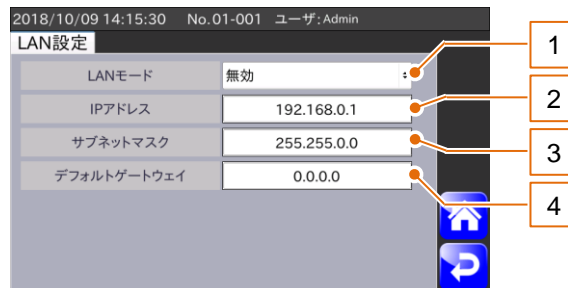 2018/10/09 14:15:30 No.01-001 ユーザ:Admin
LAN設定
LANモード 無効 1
IPアドレス 192.168.0.1 2
サブネットマスク 255.255.0.0 3
デフォルトゲートウェイ 0.0.0.0 4